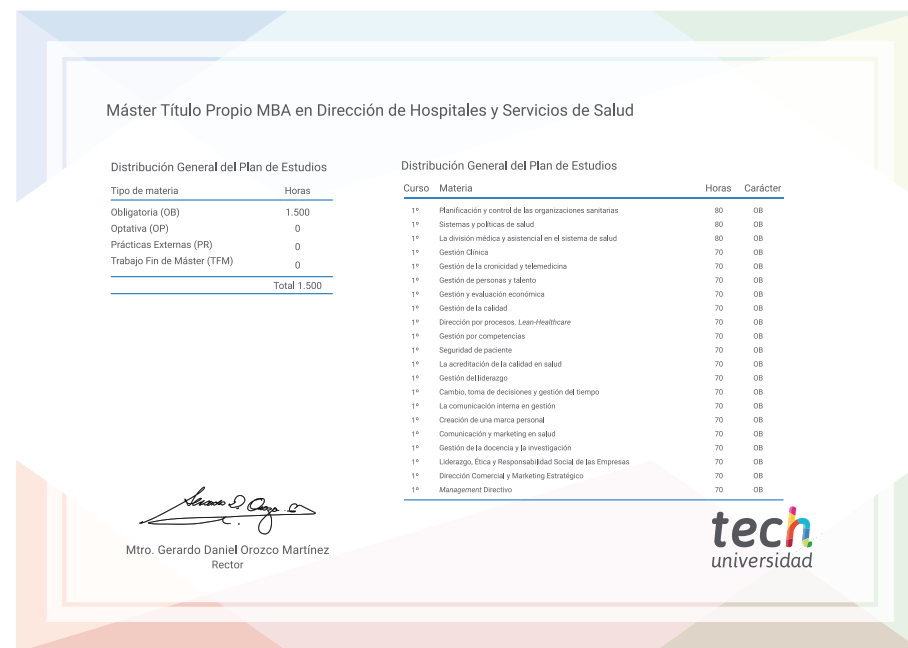 Máster Título Propio MBA en Dirección de Hospitales y Servicios de Salud
Distribución General del Plan de Estudios
Tipo de materia Horas
Obligatoria (OB) 1.500
Optativa (OP) 0
Prácticas Externas (PR) 0
Trabajo Fin de Máster (TFM) 0
Total 1.500
Distribución General del Plan de Estudios
Curso Materia Horas Carácter
1º Planificación y control de las organizaciones sanitarias 80 OB
1º Sistemas y políticas de salud 80 OB
1º La división médica y asistencial en el sistema de salud 80 OB
1º Gestión Clínica 70 OB
1º Gestión de la cronicidad y telemedicina 70 OB
1º Gestión de personas y talento 70 OB
1º Gestión y evaluación económica 70 OB
1º Gestión de la calidad 70 OB
1º Dirección por procesos. Lean-Healthcare 70 OB
1º Gestión por competencias 70 OB
1º Seguridad de paciente 70 OB
1º La acreditación de la calidad en salud 70 OB
1º Gestión del liderazgo 70 OB
1º Cambio, toma de decisiones y gestión del tiempo 70 OB
1º La comunicación interna en gestión 70 OB
1º Creación de una marca personal 70 OB
1º Comunicación y marketing en salud 70 OB
1º Gestión de la docencia y la investigación 70 OB
1º Liderazgo, Ética y Responsabilidad Social de las Empresas 70 OB
1º Dirección Comercial y Marketing Estratégico 70 OB
1º Management Directivo 70 OB
Mtro. Gerardo Daniel Orozco Martínez
Rector
tech
universidad